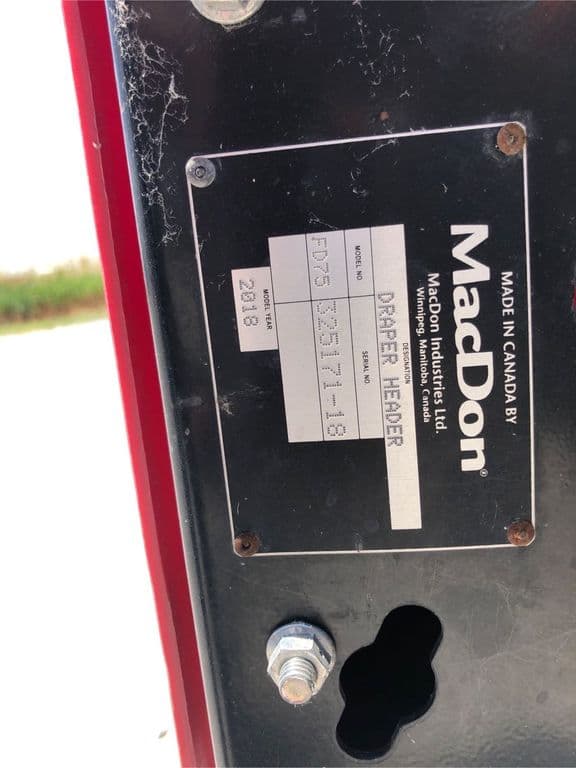 MADE IN CANADA BY
MacDon®
MacDon Industries Ltd.
Winnipeg, Manitoba, Canada
DESIGNATION
DRAPER HEADER
MODEL NO
SERIAL NO.
FD75 325171-18
MODEL YEAR
2018